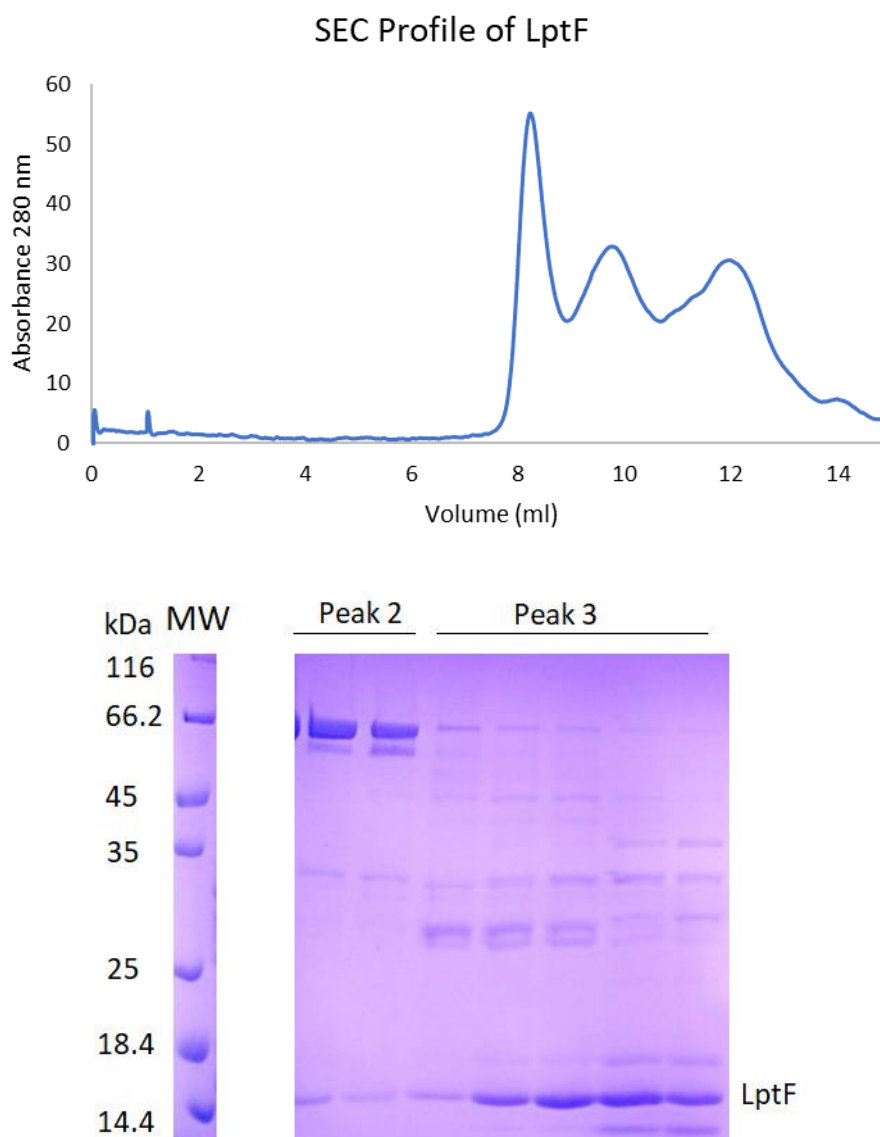 SEC Profile of LptF
Absorbance 280 nm
60
50
40
30
20
10
0
0 2 4 6 8 10 12 14
Volume (ml)
kDa MW Peak 2 Peak 3
116
66.2
45
35
25
18.4
14.4
LptF